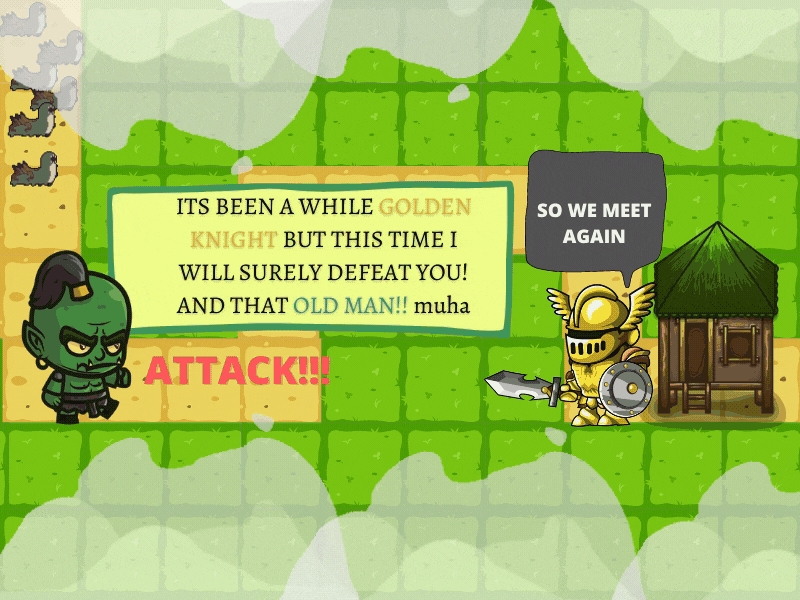 ITS BEEN A WHILE GOLDEN
KNIGHT BUT THIS TIME I
WILL SURELY DEFEAT YOU!
AND THAT OLD MAN!! muha
SO WE MEET
AGAIN
ATTACK!!!